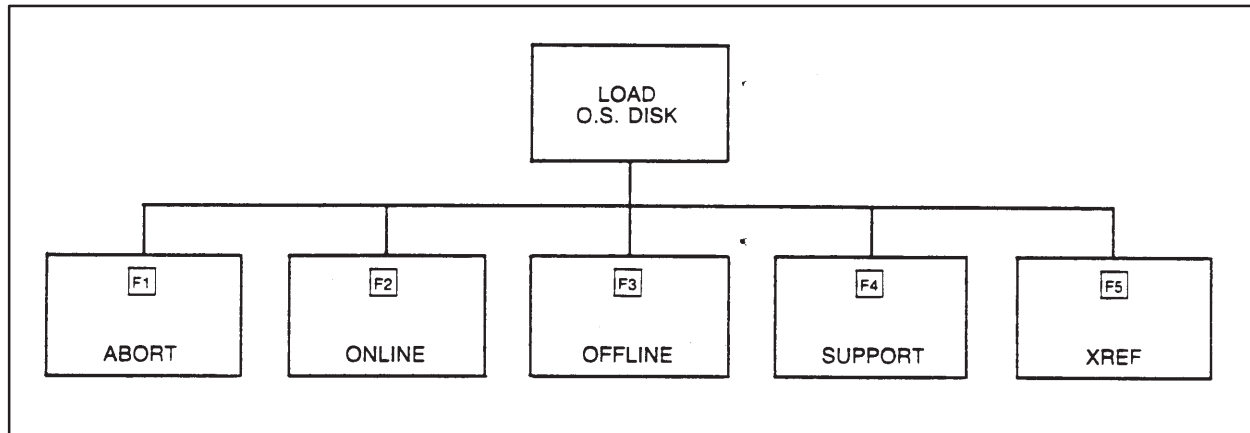 LOAD
O.S. DISK
F1
F2
F3
F4
F5
ABORT
ONLINE
OFFLINE
SUPPORT
XREF